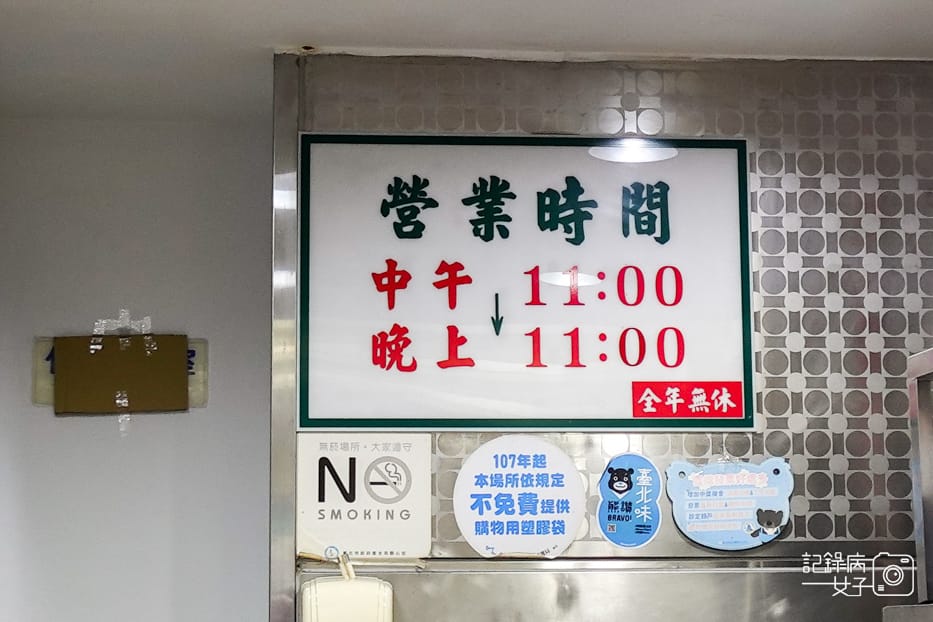 營業時間
中午 11:00
↓
晚上 11:00
全年無休
無菸場所。大家遵守
NO
SMOKING
107年起
本場所依規定
不免費提供
購物用塑膠袋
臺北味
熊讚
BRAVO!
記錄病
女子